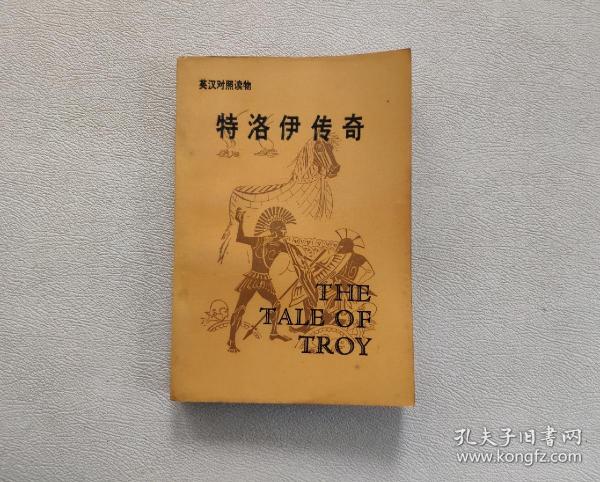 英汉对照读物
特洛伊传奇
THE
TALE OF
TROY
孔夫子旧书网
www.kongfz.com